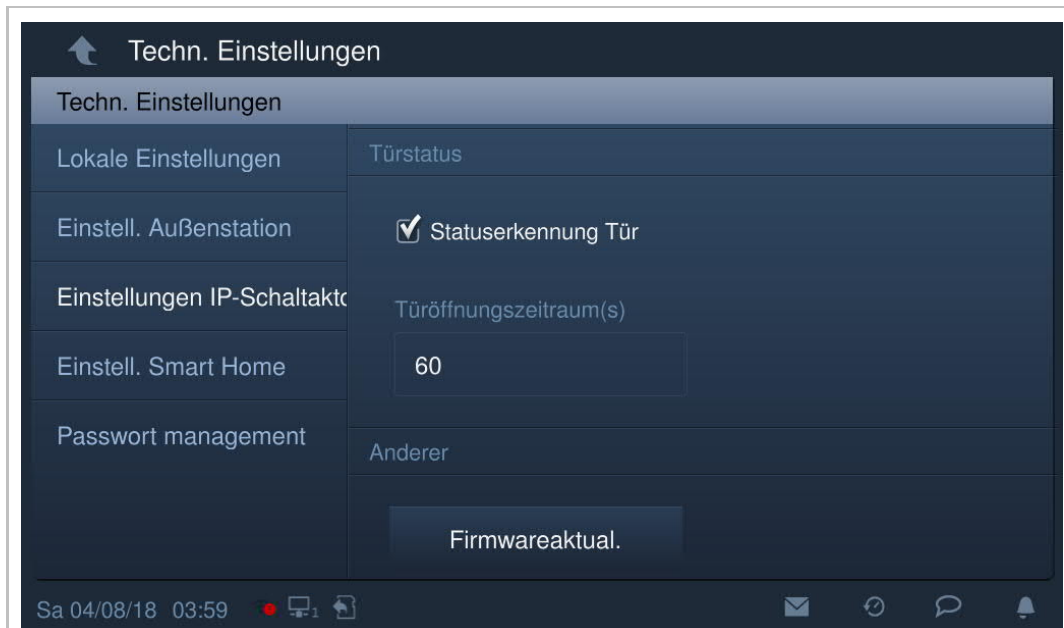 Techn. Einstellungen
Techn. Einstellungen
Lokale Einstellungen
Einstell. Außenstation
Einstellungen IP-Schaltakto
Einstell. Smart Home
Passwort management
Türstatus
Statuserkennung Tür
Türöffnungszeitraum(s)
60
Anderer
Firmwareaktual.
Sa 04/08/18 03:59 1